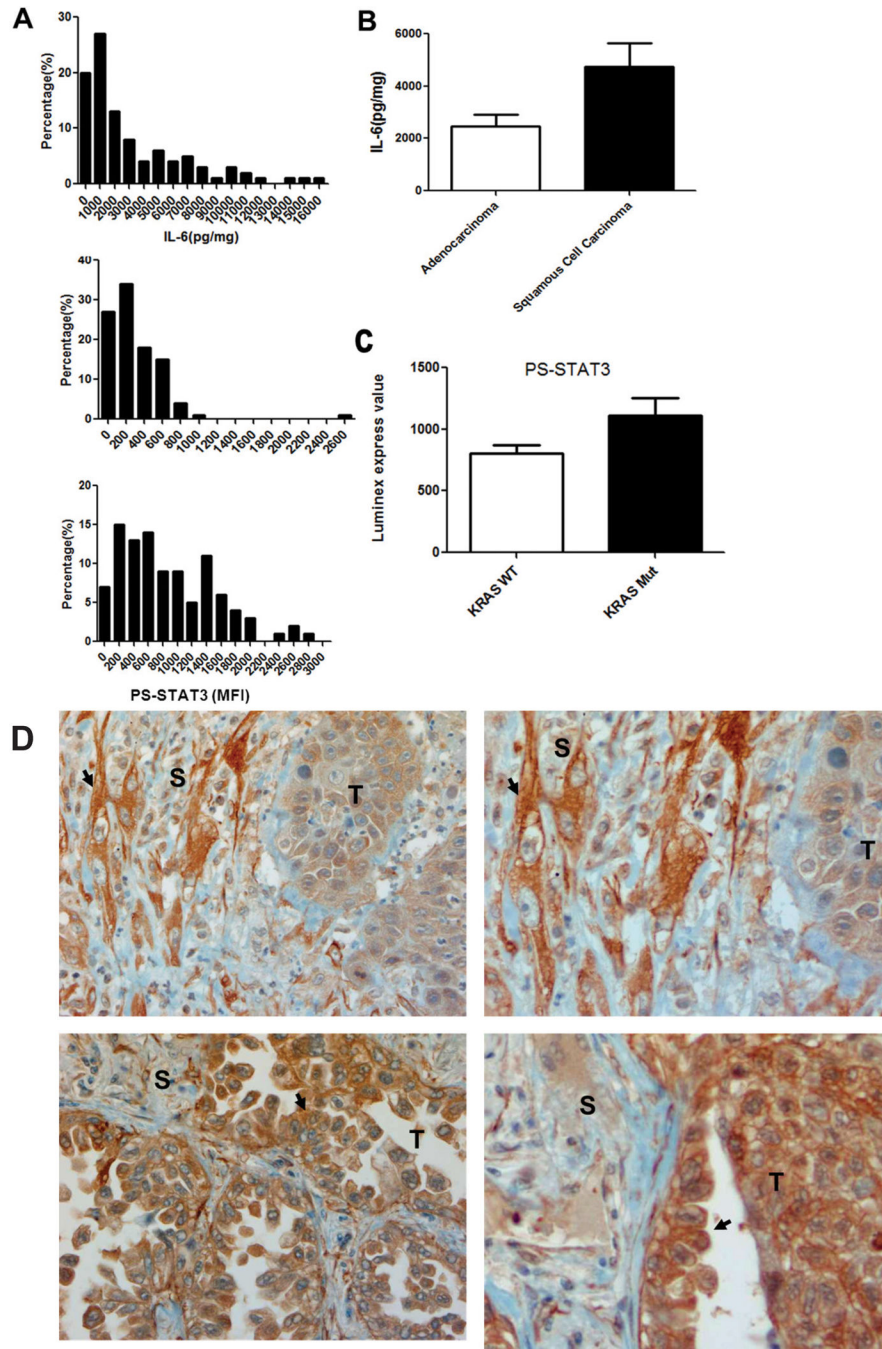 A
Percentage(%)
30
20
10
0
0 1000 2000 3000 4000 5000 6000 7000 8000 9000 10000 11000 12000 13000 14000 15000 16000
IL-6(pg/mg)
Percentage(%)
40
30
20
10
0
0 200 400 600 800 1000 1200 1400 1600 1800 2000 2200 2400 2600
Percentage(%)
20
15
10
5
0
0 200 400 600 800 1000 1200 1400 1600 1800 2000 2200 2400 2600 2800 3000
PS-STAT3 (MFI)
B
IL-6(pg/mg)
6000
4000
2000
0
Adenocarcinoma
Squamous Cell Carcinoma
C
PS-STAT3
Luminex express value
1500
1000
500
0
KRAS WT
KRAS Mut
D
S
T
S
T
S
T
S
T